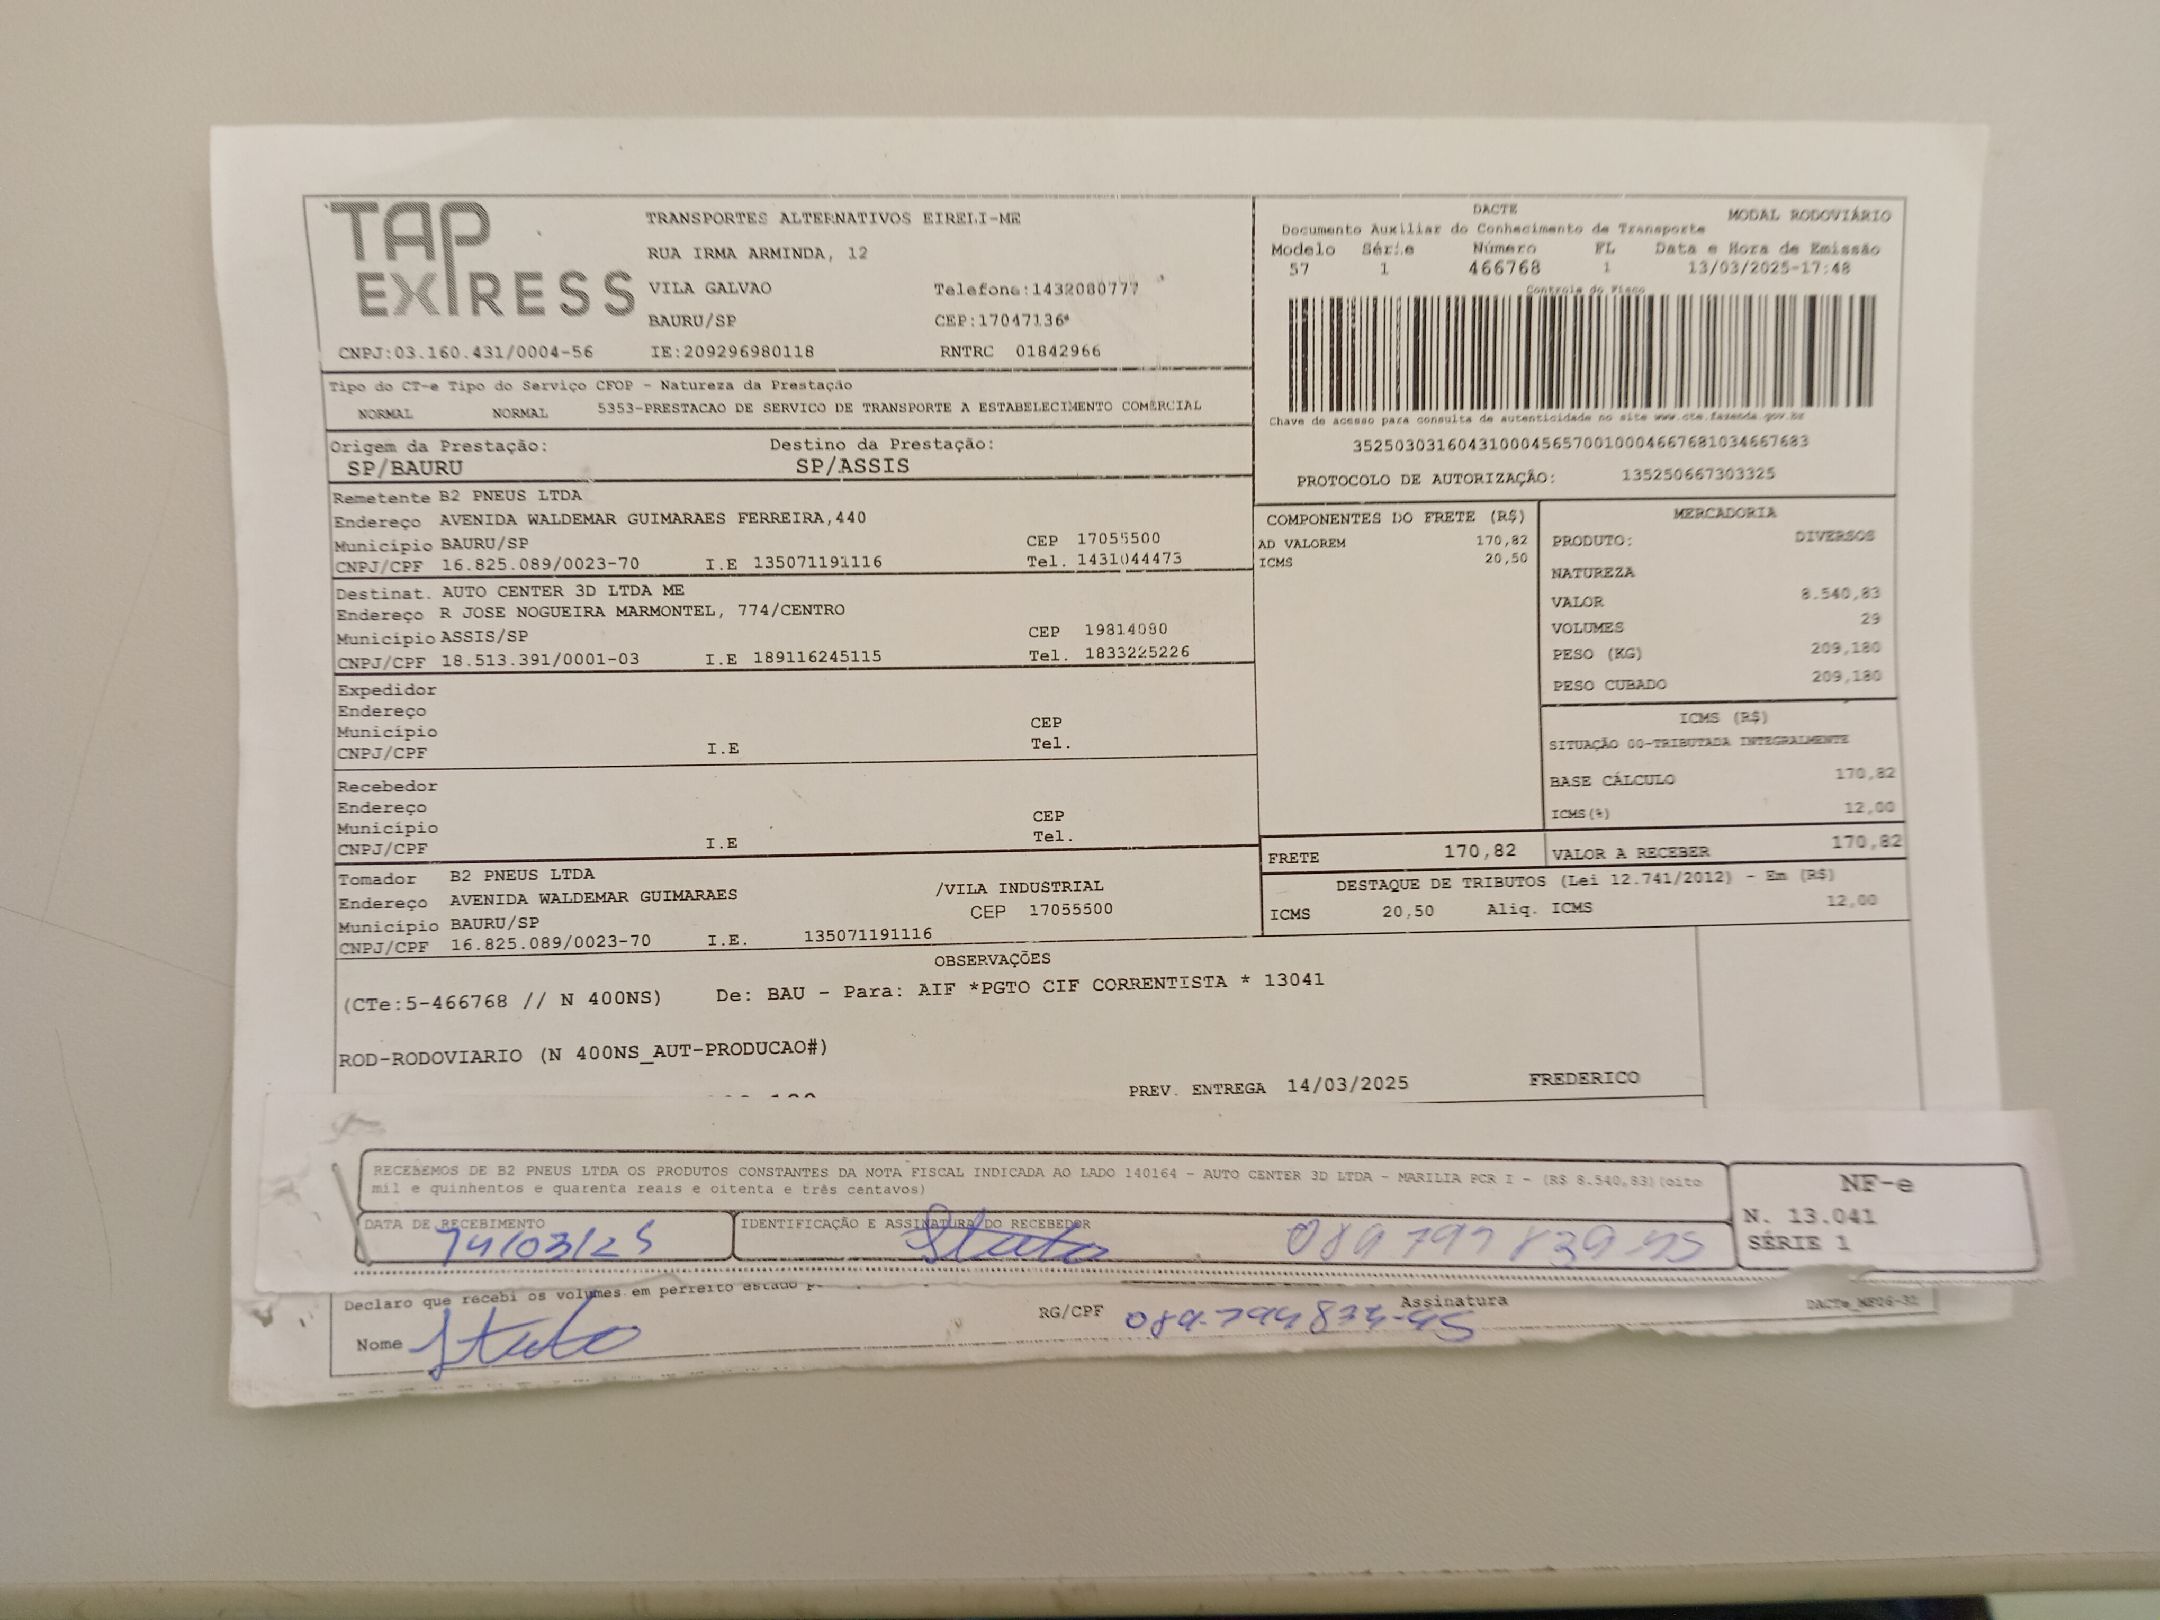 TAP EXPRESS
TRANSPORTES ALTERNATIVOS EIRELI-ME
RUA IRMA ARMINDA, 12
VILA GALVAO Telefone:1432080777
BAURU/SP CEP:17047136
CNPJ:03.160.431/0004-56 IE:209296980118 RNTRC 01842966
DACTE MODAL RODOVIÁRIO
Documento Auxiliar do Conhecimento de Transporte
Modelo Série Número FL Data e Hora de Emissão
57 1 466768 1 13/03/2025-17:48
Controle do Fisco
Chave de acesso para consulta de autenticidade no site www.cte.fazenda.gov.br
35250303160431000456570010004667681034667683
PROTOCOLO DE AUTORIZAÇÃO: 135250667303325
Tipo do CT-e Tipo do Serviço CFOP - Natureza da Prestação
NORMAL NORMAL 5353-PRESTACAO DE SERVICO DE TRANSPORTE A ESTABELECIMENTO COMERCIAL
Origem da Prestação: Destino da Prestação:
SP/BAURU SP/ASSIS
Remetente B2 PNEUS LTDA
Endereço AVENIDA WALDEMAR GUIMARAES FERREIRA,440
Município BAURU/SP CEP 17055500
CNPJ/CPF 16.825.089/0023-70 I.E 135071191116 Tel. 1431044473
Destinat. AUTO CENTER 3D LTDA ME
Endereço R JOSE NOGUEIRA MARMONTEL, 774/CENTRO
Município ASSIS/SP CEP 19814080
CNPJ/CPF 18.513.391/0001-03 I.E 189116245115 Tel. 1833225226
Expedidor
Endereço
Município CEP
CNPJ/CPF I.E Tel.
Recebedor
Endereço
Município CEP
CNPJ/CPF I.E Tel.
Tomador B2 PNEUS LTDA
Endereço AVENIDA WALDEMAR GUIMARAES /VILA INDUSTRIAL
Município BAURU/SP CEP 17055500
CNPJ/CPF 16.825.089/0023-70 I.E. 135071191116
COMPONENTES DO FRETE (R$)
AD VALOREM 170,82
ICMS 20,50
MERCADORIA
PRODUTO: DIVERSOS
NATUREZA
VALOR 8.540,83
VOLUMES 29
PESO (KG) 209,180
PESO CUBADO 209,180
ICMS (R$)
SITUAÇÃO 00-TRIBUTADA INTEGRALMENTE
BASE CÁLCULO 170,82
ICMS(%) 12,00
FRETE 170,82 VALOR A RECEBER 170,82
DESTAQUE DE TRIBUTOS (Lei 12.741/2012) - Em (R$)
ICMS 20,50 Aliq. ICMS 12,00
OBSERVAÇÕES
(CTe:5-466768 // N 400NS) De: BAU - Para: AIF *PGTO CIF CORRENTISTA * 13041
ROD-RODOVIARIO (N 400NS_AUT-PRODUCAO#)
PREV. ENTREGA 14/03/2025 FREDERICO
RECEBEMOS DE B2 PNEUS LTDA OS PRODUTOS CONSTANTES DA NOTA FISCAL INDICADA AO LADO 140164 - AUTO CENTER 3D LTDA - MARILIA PCR I - (R$ 8.540,83)(oito
mil e quinhentos e quarenta reais e oitenta e três centavos)
DATA DE RECEBIMENTO IDENTIFICAÇÃO E ASSINATURA DO RECEBEDOR
14/03/25
NF-e
N. 13.041
SÉRIE 1
Declaro que recebi os volumes em perfeito estado
Nome RG/CPF Assinatura